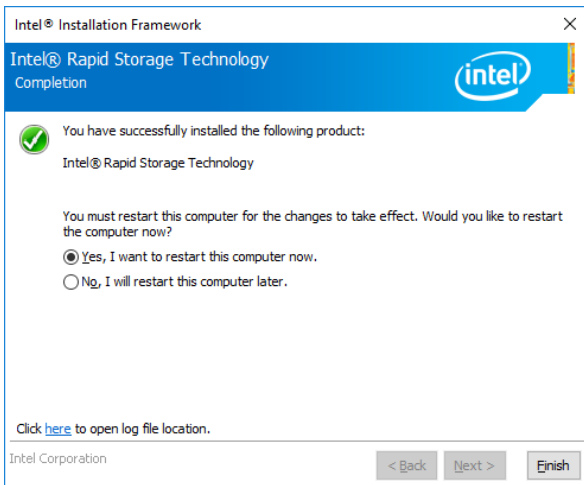 Intel® Installation Framework
Intel® Rapid Storage Technology
Completion
intel
You have successfully installed the following product:
Intel® Rapid Storage Technology
You must restart this computer for the changes to take effect. Would you like to restart
the computer now?
Yes, I want to restart this computer now.
No, I will restart this computer later.
Click here to open log file location.
Intel Corporation
< Back
Next >
Finish